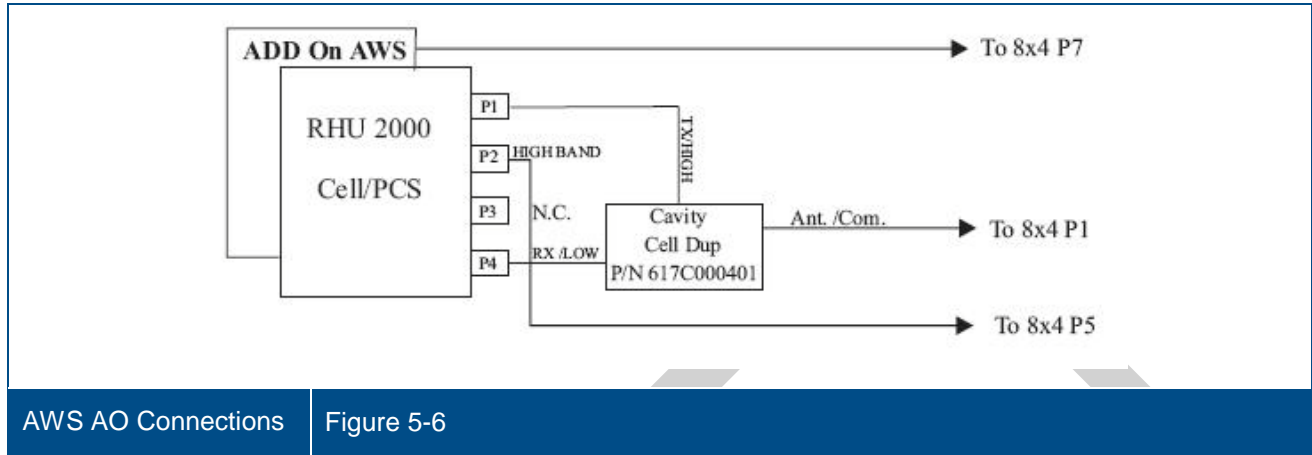 ADD On AWS
To 8x4 P7
RHU 2000
Cell/PCS
P1
P2
P3
P4
HIGH BAND
N.C.
RX /LOW
TX/HIGH
Cavity
Cell Dup
P/N 617C000401
Ant. /Com.
To 8x4 P1
To 8x4 P5
AWS AO Connections
Figure 5-6